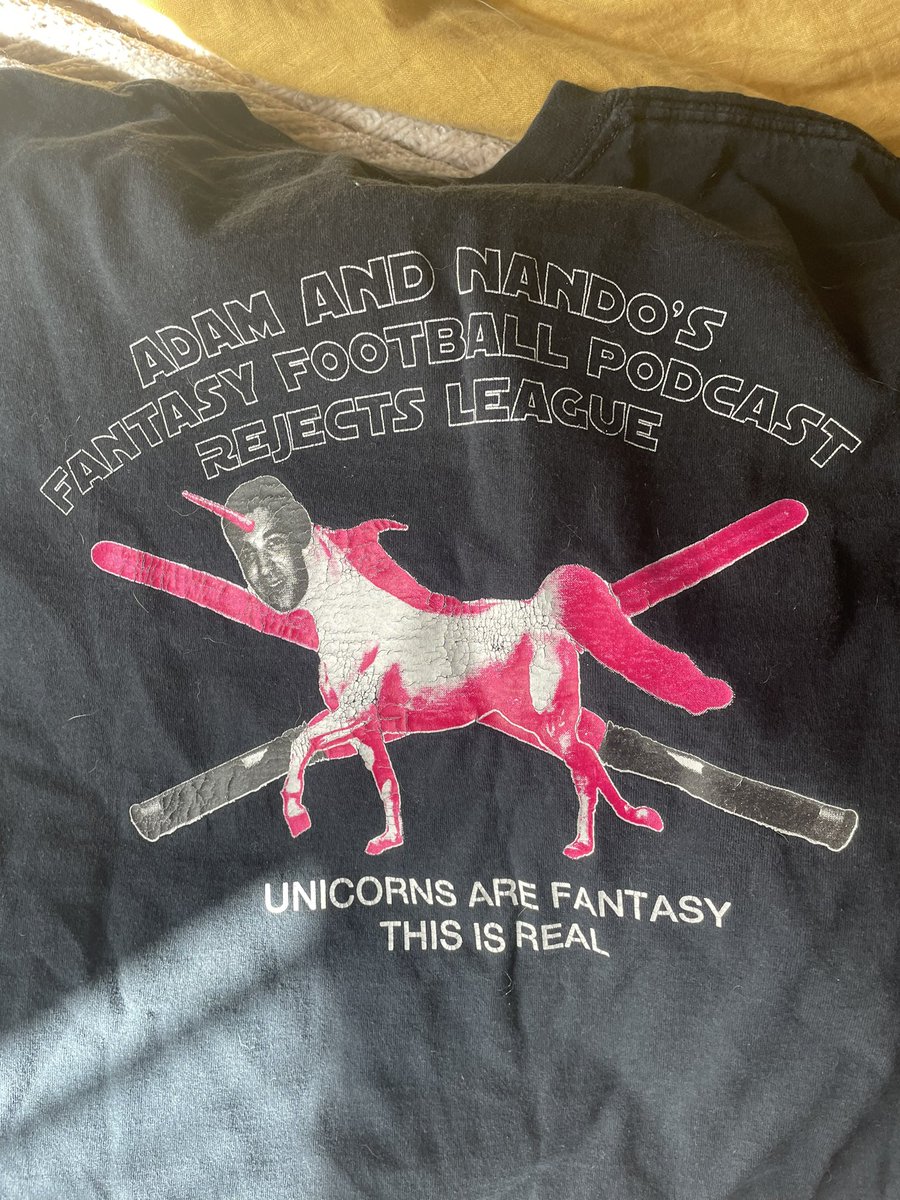 ADAM AND NANDO'S
FANTASY FOOTBALL PODCAST
REJECTS LEAGUE
UNICORNS ARE FANTASY
THIS IS REAL